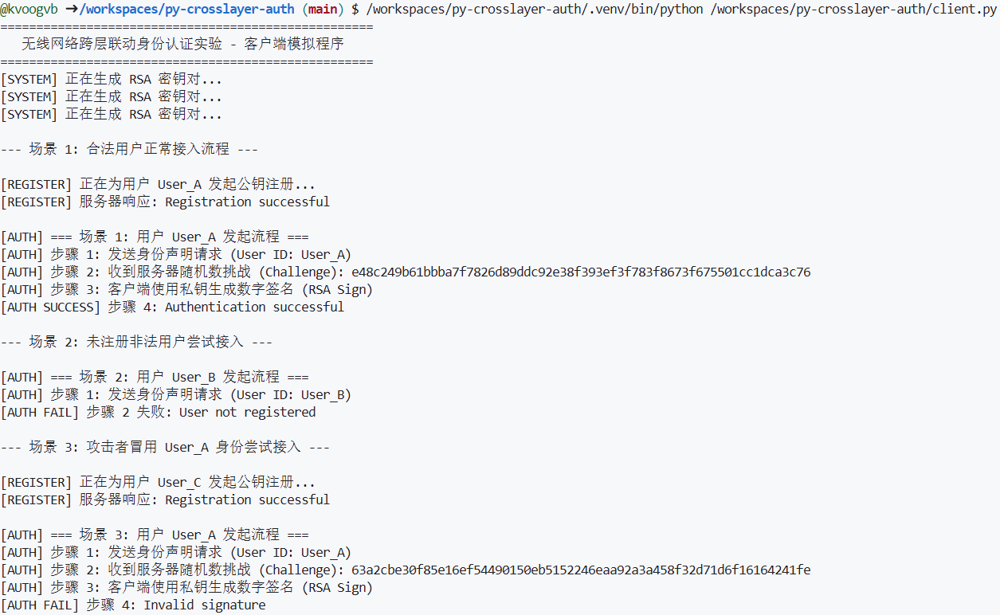 @kvoogvb →/workspaces/py-crosslayer-auth (main) $ /workspaces/py-crosslayer-auth/.venv/bin/python /workspaces/py-crosslayer-auth/client.py
====================================================
无线网络跨层联动身份认证实验 - 客户端模拟程序
====================================================
[SYSTEM] 正在生成 RSA 密钥对...
[SYSTEM] 正在生成 RSA 密钥对...
[SYSTEM] 正在生成 RSA 密钥对...
--- 场景 1: 合法用户正常接入流程 ---
[REGISTER] 正在为用户 User_A 发起公钥注册...
[REGISTER] 服务器响应: Registration successful
[AUTH] === 场景 1: 用户 User_A 发起流程 ===
[AUTH] 步骤 1: 发送身份声明请求 (User ID: User_A)
[AUTH] 步骤 2: 收到服务器随机数挑战 (Challenge): e48c249b61bbba7f7826d89ddc92e38f393ef3f783f8673f675501cc1dca3c76
[AUTH] 步骤 3: 客户端使用私钥生成数字签名 (RSA Sign)
[AUTH SUCCESS] 步骤 4: Authentication successful
--- 场景 2: 未注册非法用户尝试接入 ---
[AUTH] === 场景 2: 用户 User_B 发起流程 ===
[AUTH] 步骤 1: 发送身份声明请求 (User ID: User_B)
[AUTH FAIL] 步骤 2 失败: User not registered
--- 场景 3: 攻击者冒用 User_A 身份尝试接入 ---
[REGISTER] 正在为用户 User_C 发起公钥注册...
[REGISTER] 服务器响应: Registration successful
[AUTH] === 场景 3: 用户 User_A 发起流程 ===
[AUTH] 步骤 1: 发送身份声明请求 (User ID: User_A)
[AUTH] 步骤 2: 收到服务器随机数挑战 (Challenge): 63a2cbe30f85e16ef54490150eb5152246eaa92a3a458f32d71d6f16164241fe
[AUTH] 步骤 3: 客户端使用私钥生成数字签名 (RSA Sign)
[AUTH FAIL] 步骤 4: Invalid signature